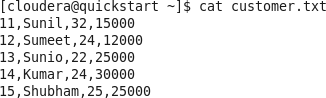 [cloudera@quickstart ~]$ cat customer.txt
11,Sunil,32,15000
12,Sumeet,24,12000
13,Sunio,22,25000
14,Kumar,24,30000
15,Shubham,25,25000